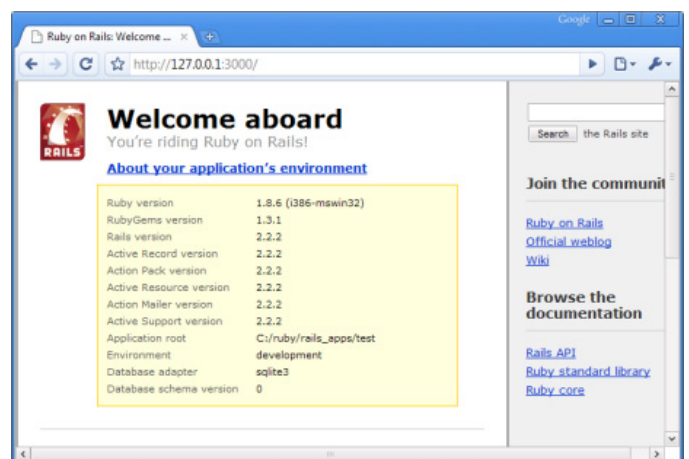 Google
Ruby on Rails: Welcome ...
http://127.0.0.1:3000/
RAILS
Welcome aboard
You're riding Ruby on Rails!
About your application's environment
Ruby version 1.8.6 (i386-mswin32)
RubyGems version 1.3.1
Rails version 2.2.2
Active Record version 2.2.2
Action Pack version 2.2.2
Active Resource version 2.2.2
Action Mailer version 2.2.2
Active Support version 2.2.2
Application root C:/ruby/rails_apps/test
Environment development
Database adapter sqlite3
Database schema version 0
Search the Rails site
Join the communit
Ruby on Rails
Official weblog
Wiki
Browse the
documentation
Rails API
Ruby standard library
Ruby core